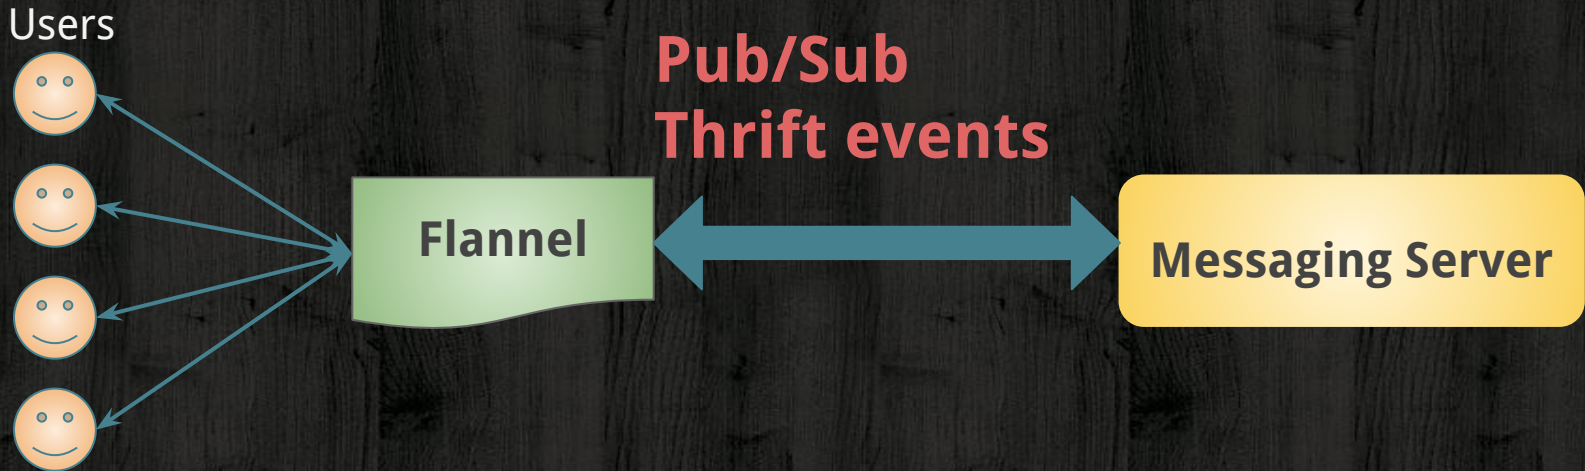 Users
Pub/Sub
Thrift events
Flannel
Messaging Server